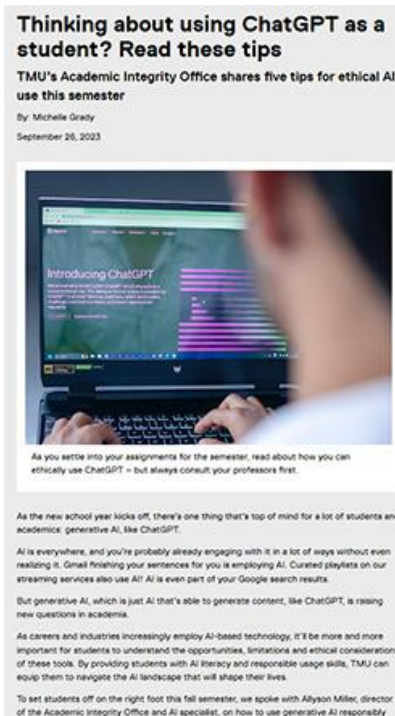 Thinking about using ChatGPT as a
student? Read these tips
TMU's Academic Integrity Office shares five tips for ethical AI
use this semester
By: Michelle Grady
September 26, 2023
Introducing ChatGPT
As you settle into your assignments for the semester, read about how you can
ethically use ChatGPT – but always consult your professors first.
As the new school year kicks off, there's one thing that's top of mind for a lot of students and
academics: generative AI, like ChatGPT.
AI is everywhere, and you're probably already engaging with it in a lot of ways without even
realizing it. Gmail finishing your sentences for you is employing AI. Curated playlists on our
streaming services also use AI! AI is even part of your Google search results.
But generative AI, which is just AI that's able to generate content, like ChatGPT, is raising
new questions in academia.
As careers and industries increasingly employ AI-based technology, it'll be more and more
important for students to understand the opportunities, limitations and ethical considerations
of these tools. By providing students with AI literacy and responsible usage skills, TMU can
equip them to navigate the AI landscape that will shape their lives.
To set students off on the right foot this fall semester, we spoke with Allyson Miller, director
of the Academic Integrity Office and AI specialist, on how to use generative AI responsibly